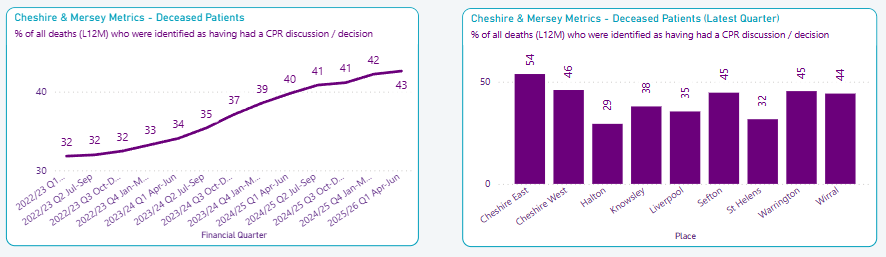 Cheshire & Mersey Metrics - Deceased Patients
% of all deaths (L12M) who were identified as having had a CPR discussion / decision
40
30
32
32
32
33
34
35
37
39
40
41
41
42
43
2022/23 Q1...
2022/23 Q2 Jul-Sep
2022/23 Q3 Oct-D...
2022/23 Q4 Jan-M...
2023/24 Q1 Apr-Jun
2023/24 Q2 Jul-Sep
2023/24 Q3 Oct-D...
2023/24 Q4 Jan-M...
2024/25 Q1 Apr-Jun
2024/25 Q2 Jul-Sep
2024/25 Q3 Oct-D...
2024/25 Q4 Jan-M...
2025/26 Q1 Apr-Jun
Financial Quarter
Cheshire & Mersey Metrics - Deceased Patients (Latest Quarter)
% of all deaths (L12M) who were identified as having had a CPR discussion / decision
50
0
54
46
29
38
35
45
32
45
44
Cheshire East
Cheshire West
Halton
Knowsley
Liverpool
Sefton
St Helens
Warrington
Wirral
Place